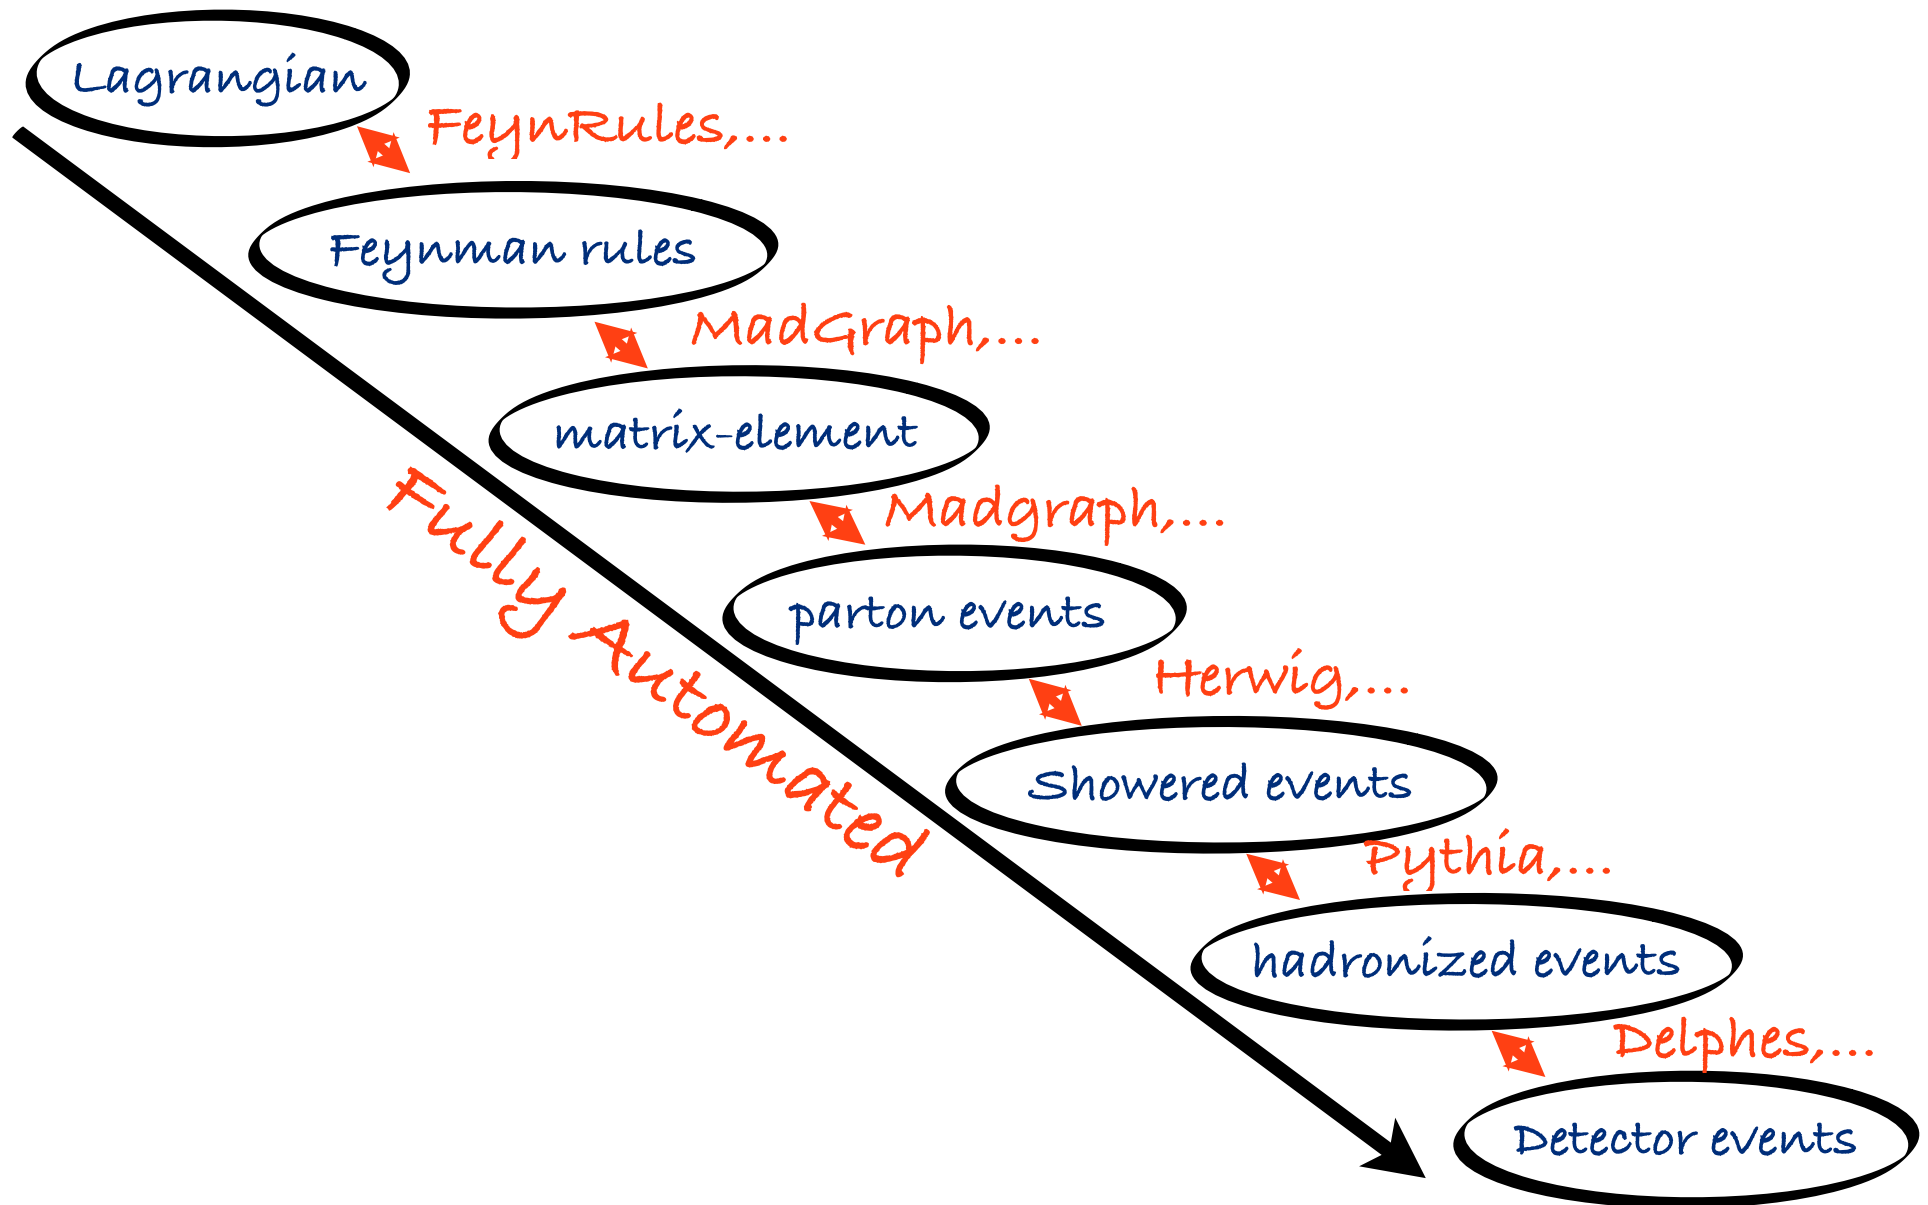 Lagrangian
FeynRules,...
Feynman rules
MadGraph,...
matrix-element
Madgraph,...
parton events
Herwig,...
Showered events
Pythia,...
hadronized events
Delphes,...
Detector events
Fully Automated